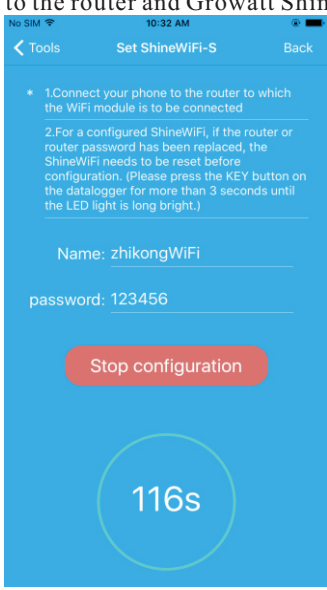 to the router and Growatt Shin
No SIM 10:32 AM
Tools Set ShineWiFi-S Back
* 1.Connect your phone to the router to which
the WiFi module is to be connected
2.For a configured ShineWiFi, if the router or
router password has been replaced, the
ShineWiFi needs to be reset before
configuration. (Please press the KEY button on
the datalogger for more than 3 seconds until
the LED light is long bright.)
Name: zhikongWiFi
password: 123456
Stop configuration
116s